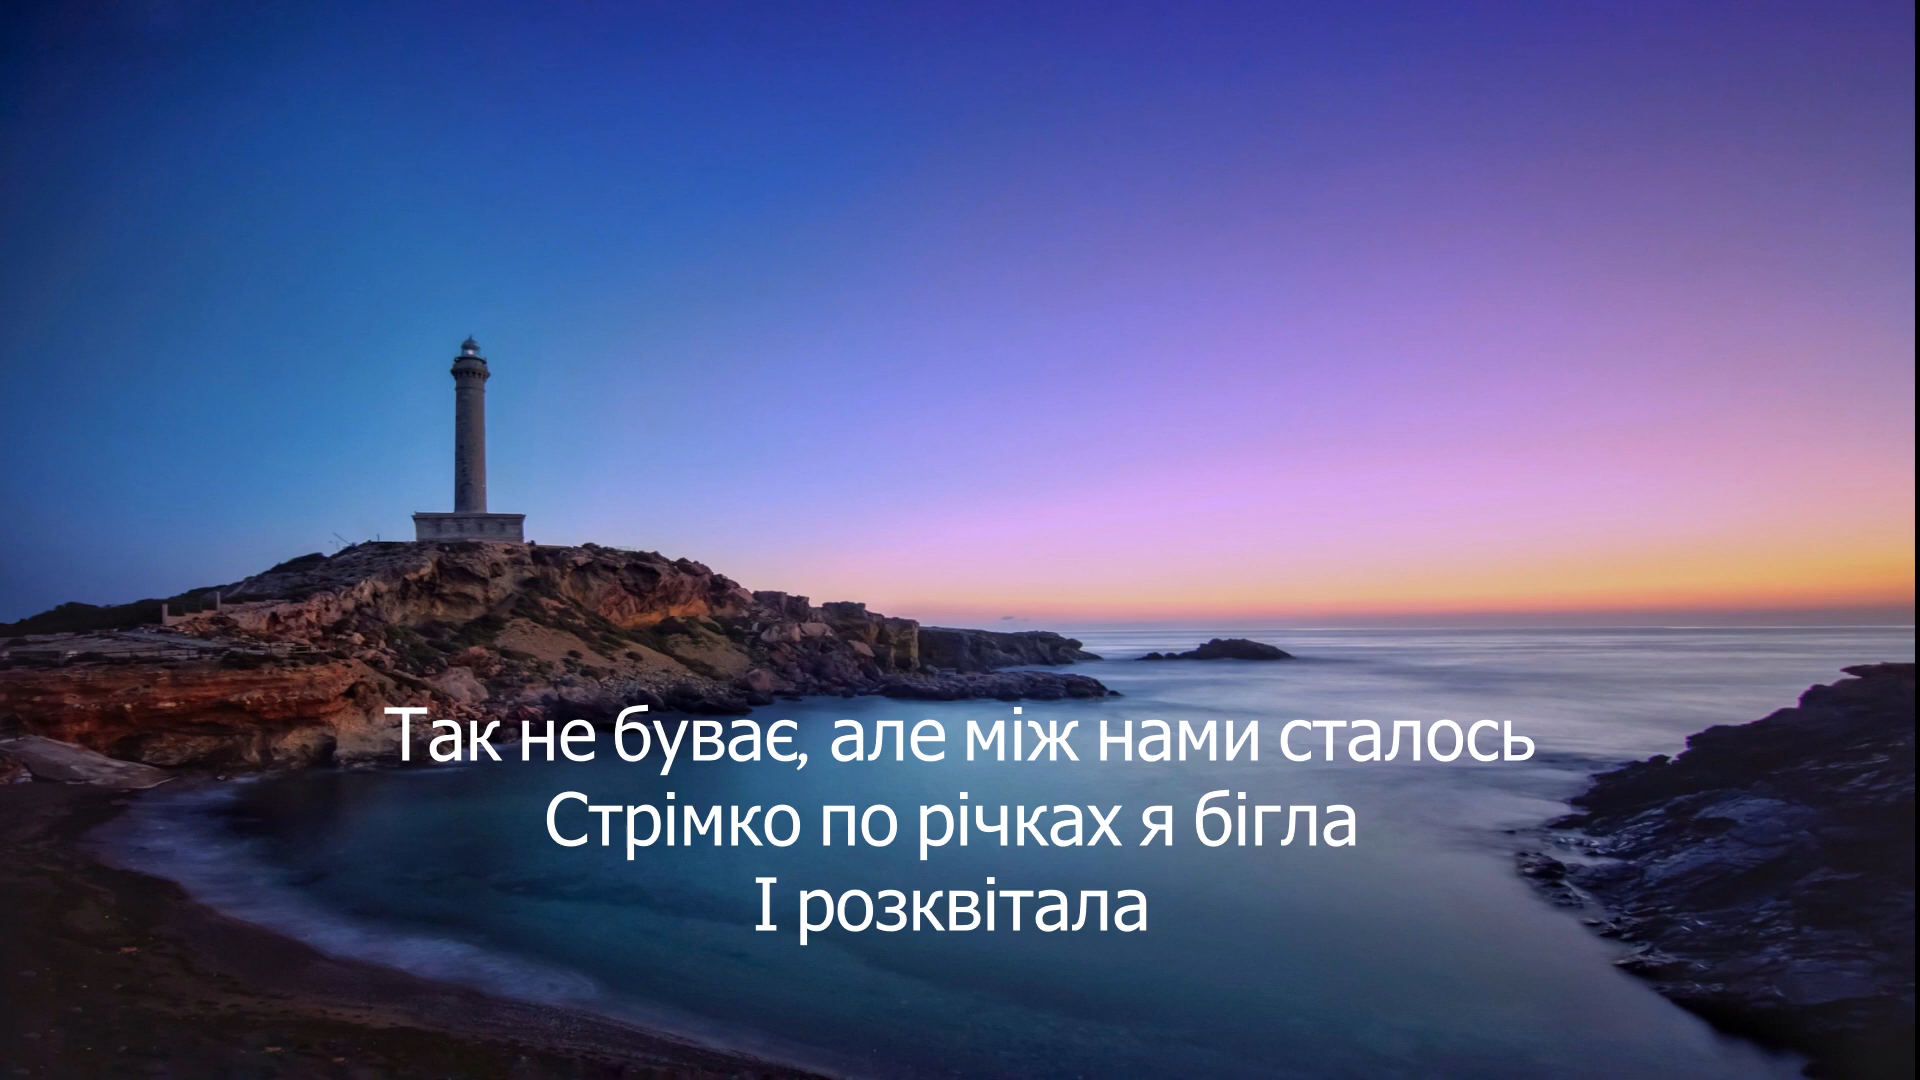 Так не буває, але між нами сталось
Стрімко по річках я бігла
І розквітала